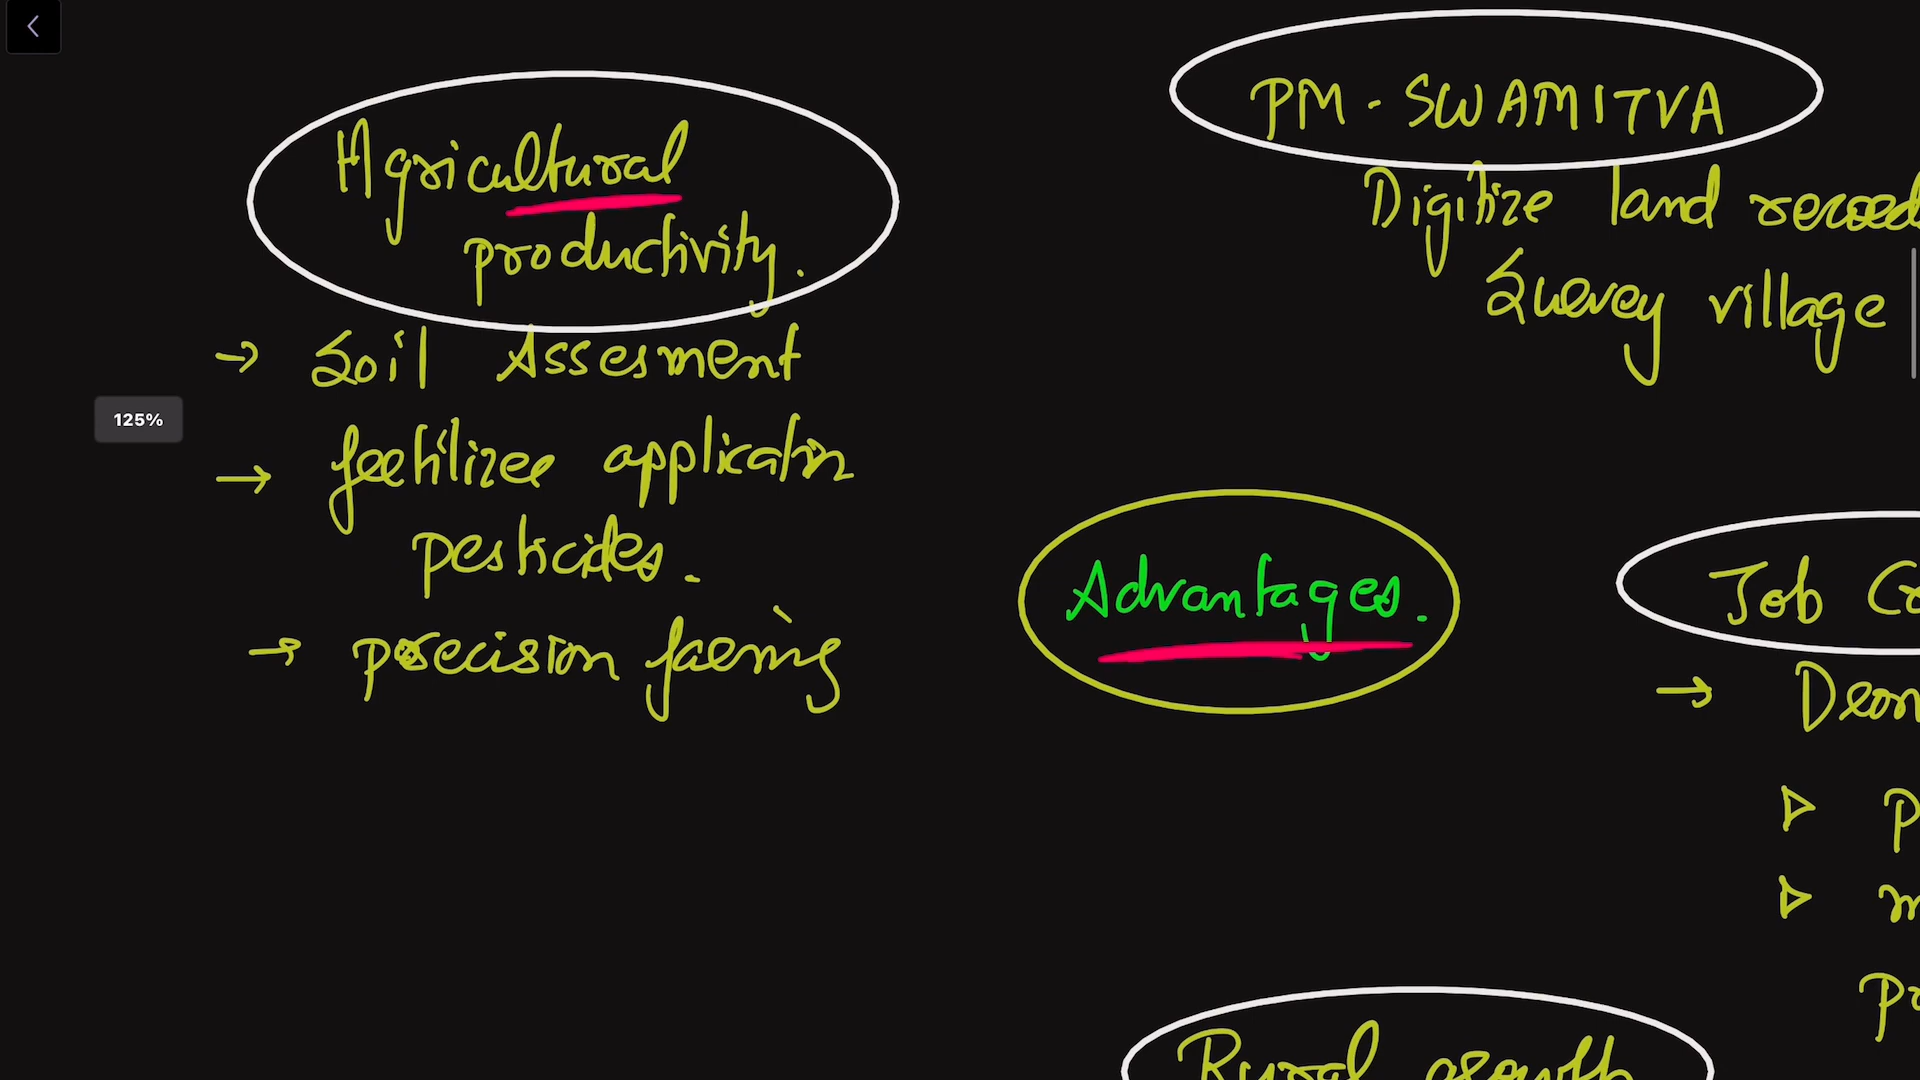 Agricultural
productivity.
→ Soil Assesment
→ fertilizer application
pesticides.
→ precision farming
125%
PM-SWAMITVA
Digitize land record
Survey village
Advantages.
Job
Rural growth